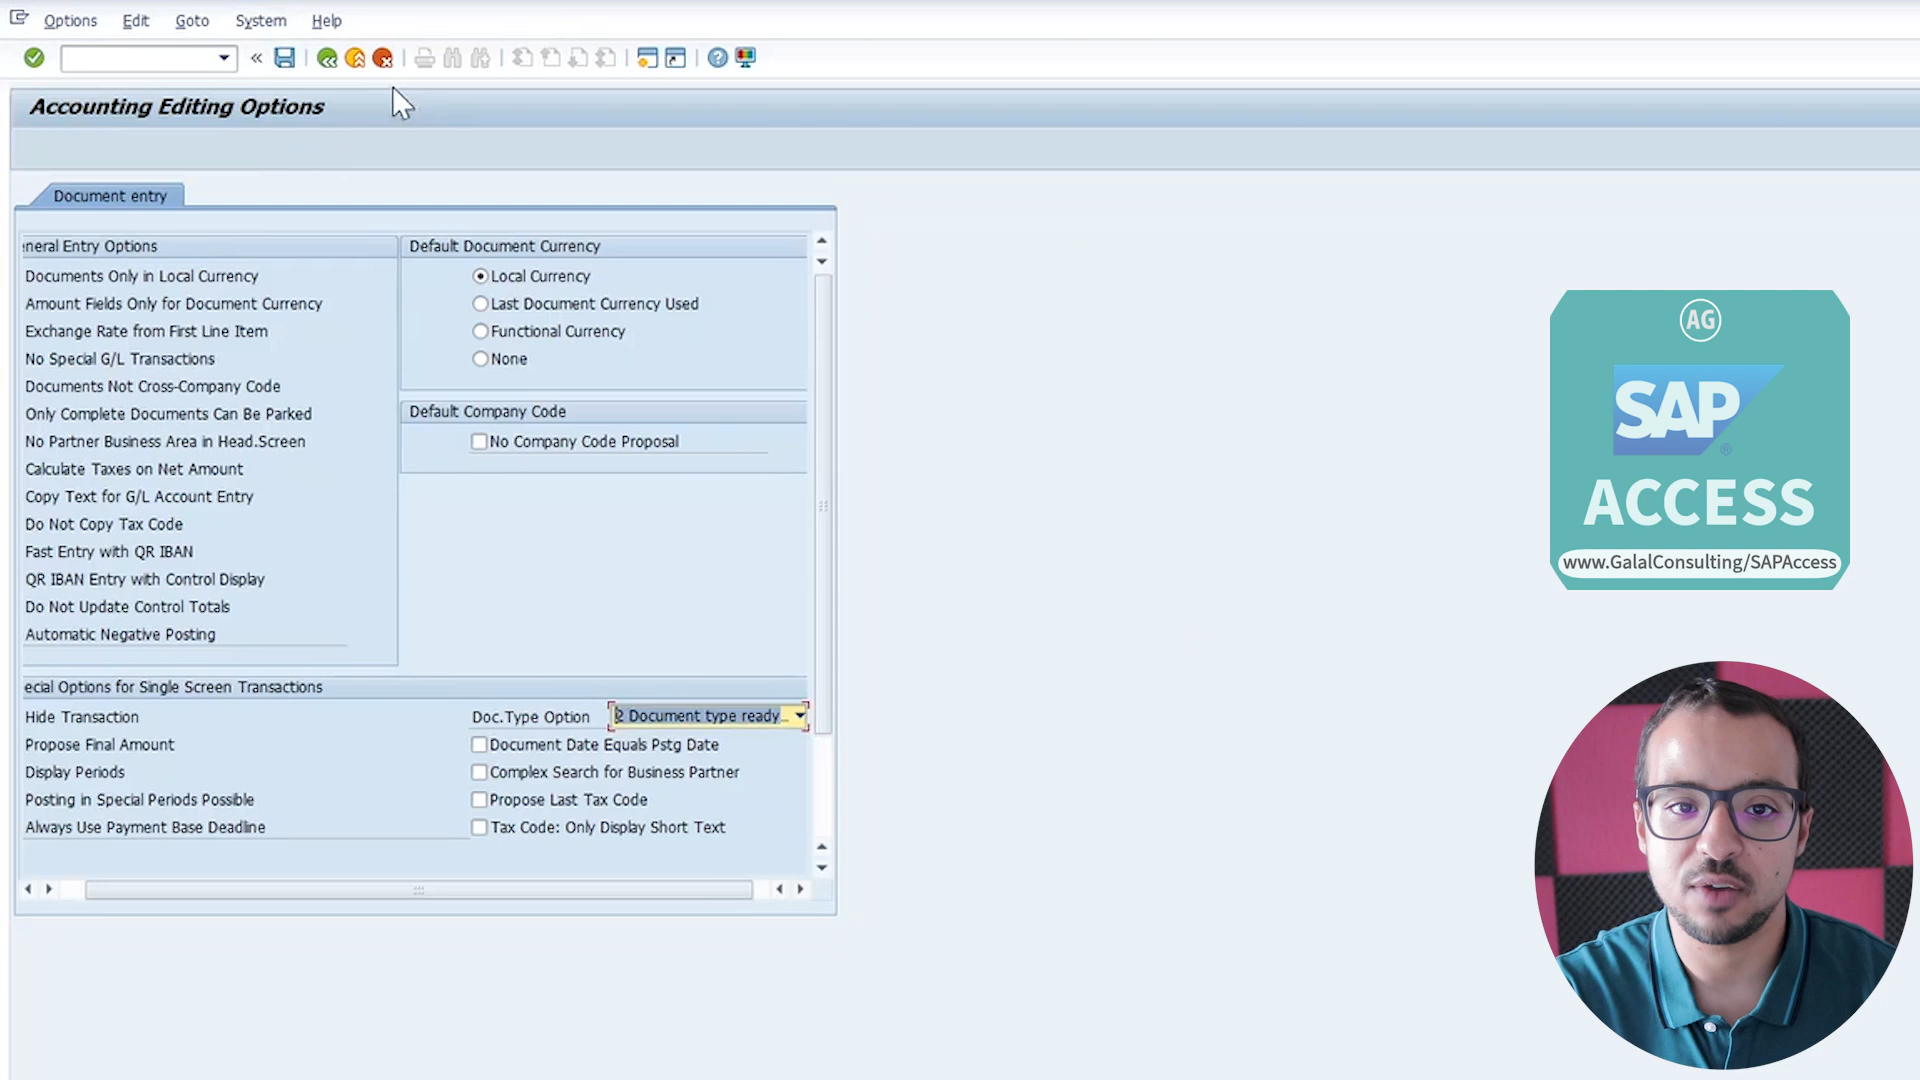 Options Edit Goto System Help
Accounting Editing Options
Document entry
neral Entry Options
Documents Only in Local Currency
Amount Fields Only for Document Currency
Exchange Rate from First Line Item
No Special G/L Transactions
Documents Not Cross-Company Code
Only Complete Documents Can Be Parked
No Partner Business Area in Head.Screen
Calculate Taxes on Net Amount
Copy Text for G/L Account Entry
Do Not Copy Tax Code
Fast Entry with QR IBAN
QR IBAN Entry with Control Display
Do Not Update Control Totals
Automatic Negative Posting
Default Document Currency
Local Currency
Last Document Currency Used
Functional Currency
None
Default Company Code
No Company Code Proposal
ecial Options for Single Screen Transactions
Hide Transaction
Propose Final Amount
Display Periods
Posting in Special Periods Possible
Always Use Payment Base Deadline
Doc.Type Option 2 Document type ready...
Document Date Equals Pstg Date
Complex Search for Business Partner
Propose Last Tax Code
Tax Code: Only Display Short Text
AG
SAP®
ACCESS
www.GalalConsulting/SAPAccess